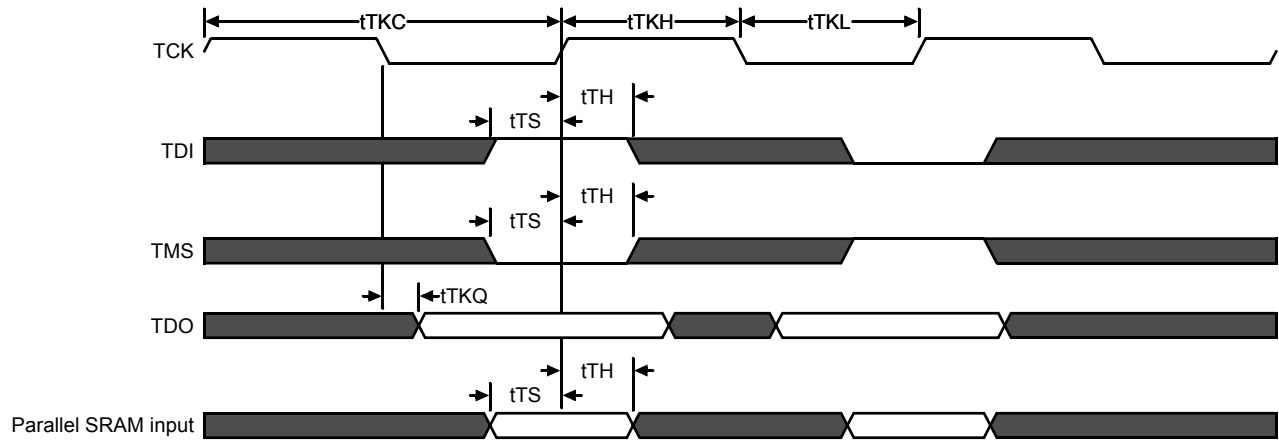 tTKC
tTKH
tTKL
TCK
tTH
tTS
TDI
tTH
tTS
TMS
tTKQ
TDO
tTH
tTS
Parallel SRAM input